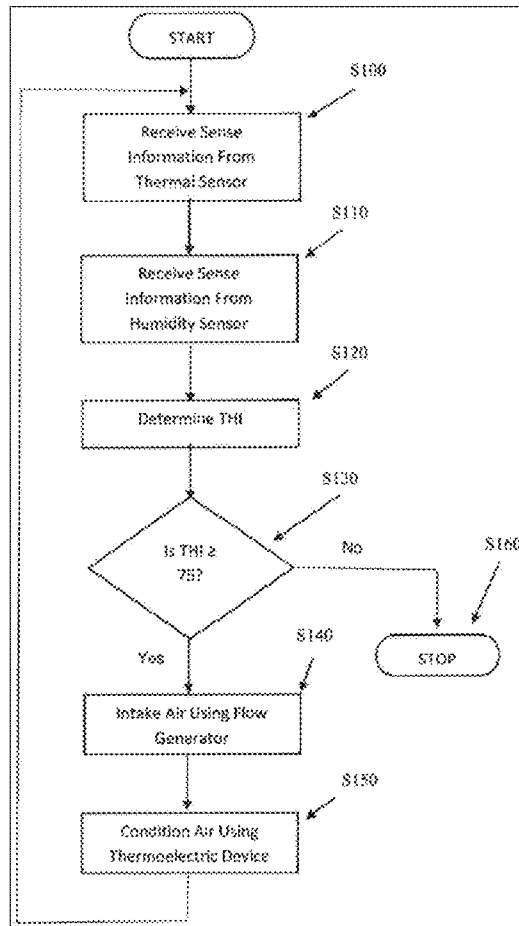 START
S100
Receive Sense
Information From
Thermal Sensor
S110
Receive Sense
Information From
Humidity Sensor
S120
Determine THI
S130
Is THI ≥
75?
No
S160
STOP
Yes
S140
Intake Air Using Flow
Generator
S150
Condition Air Using
Thermoelectric Device